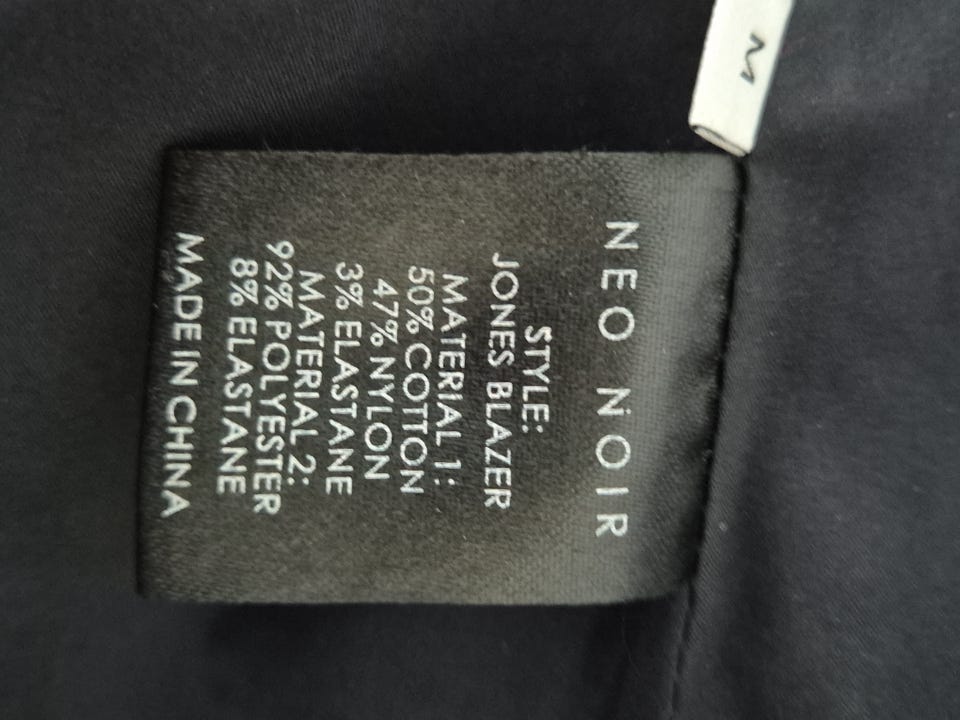 M
NEO NOIR
STYLE:
JONES BLAZER
MATERIAL 1:
50% COTTON
47% NYLON
3% ELASTANE
MATERIAL 2:
92% POLYESTER
8% ELASTANE
MADE IN CHINA